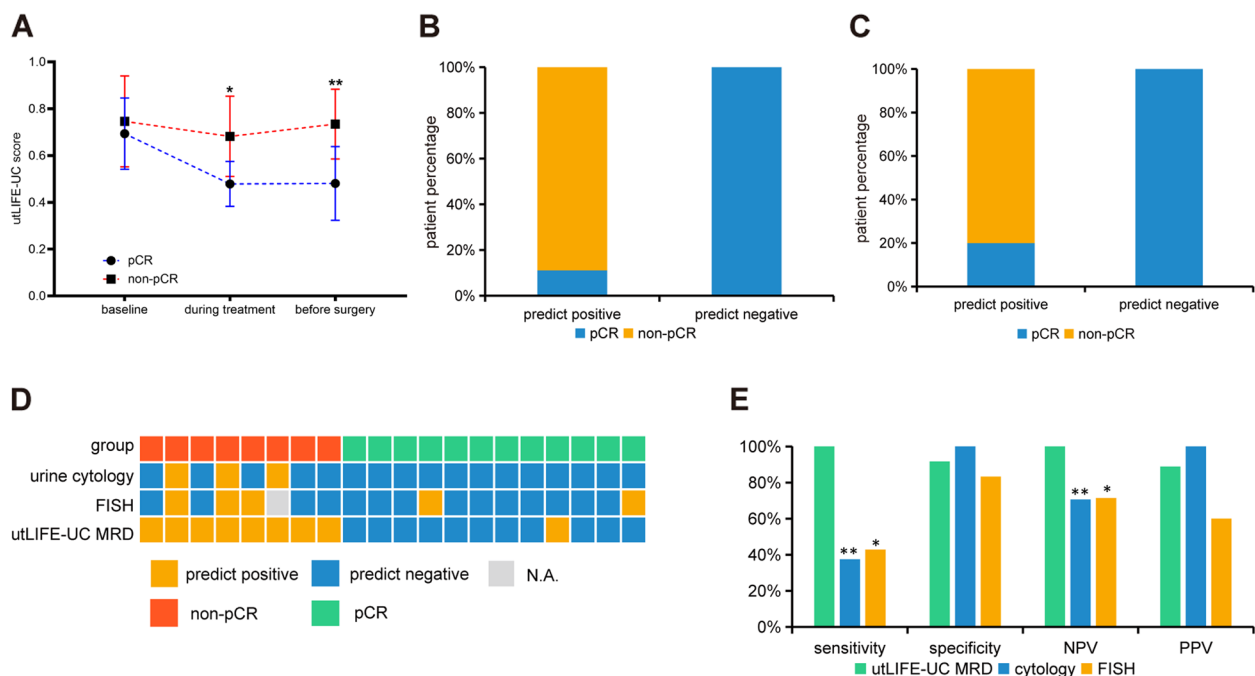 A
utLIFE-UC score
1.0
0.8
0.6
0.4
0.2
0.0
*
**
pCR
non-pCR
baseline
during treatment
before surgery
B
patient percentage
100%
80%
60%
40%
20%
0%
predict positive
predict negative
pCR
non-pCR
C
patient percentage
100%
80%
60%
40%
20%
0%
predict positive
predict negative
pCR
non-pCR
D
group
urine cytology
FISH
utLIFE-UC MRD
predict positive
predict negative
N.A.
non-pCR
pCR
E
100%
80%
60%
40%
20%
0%
**
*
**
*
sensitivity
specificity
NPV
PPV
utLIFE-UC MRD
cytology
FISH